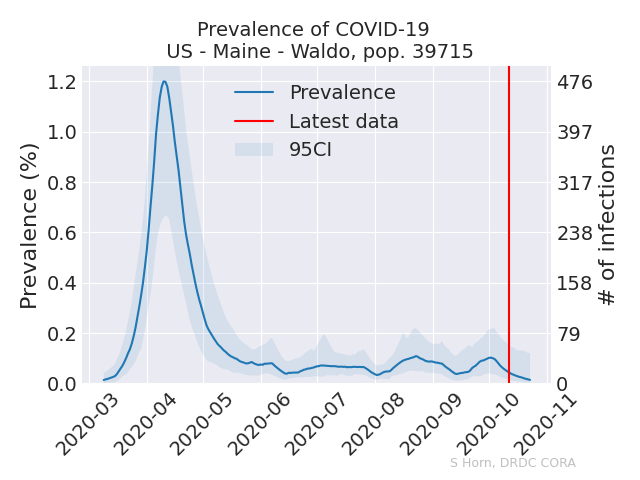 Prevalence of COVID-19
US - Maine - Waldo, pop. 39715
Prevalence
Latest data
95CI
Prevalence (%)
1.2
1.0
0.8
0.6
0.4
0.2
0.0
# of infections
476
397
317
238
158
79
0
2020-03
2020-04
2020-05
2020-06
2020-07
2020-08
2020-09
2020-10
2020-11
S Horn, DRDC CORA